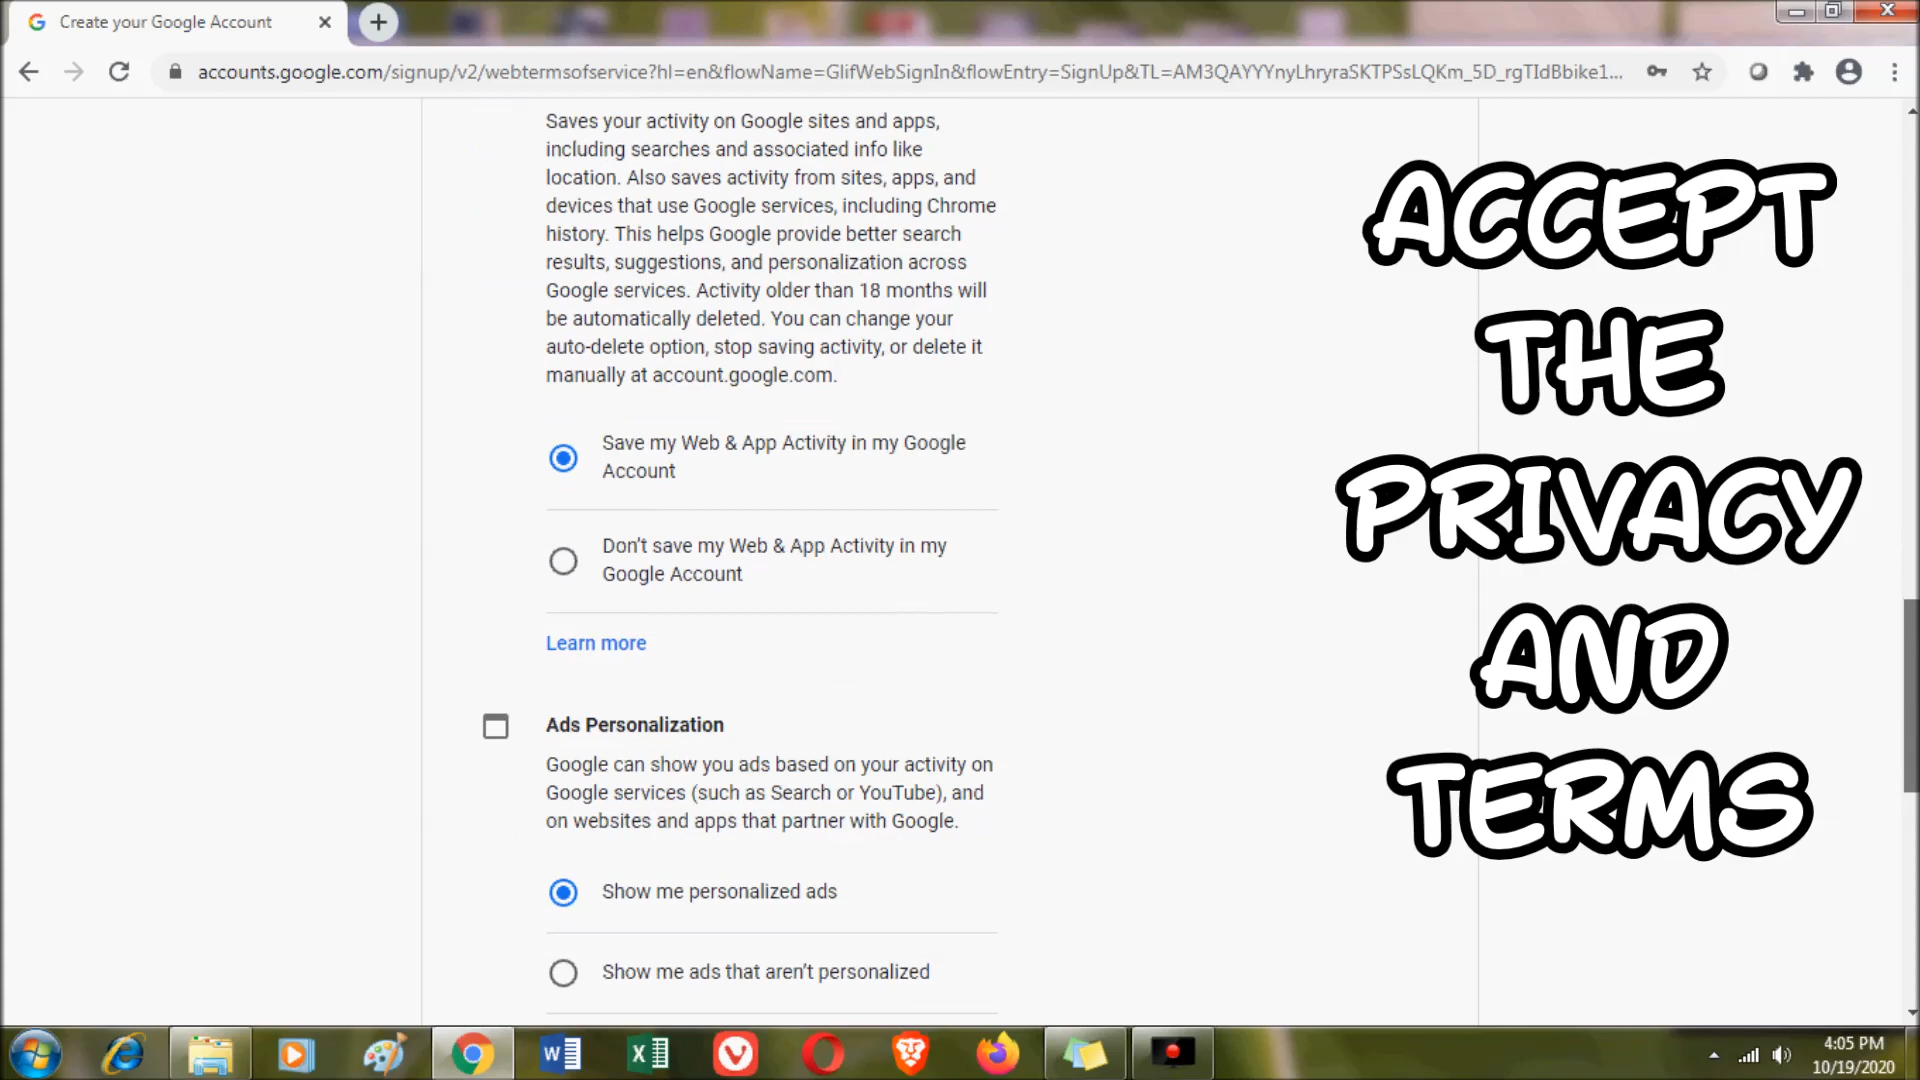 Create your Google Account
accounts.google.com/signup/v2/webtermsofservice?hl=en&flowName=GlifWebSignIn&flowEntry=SignUp&TL=AM3QAYYYnyLhryraSKTPSsLQKm_5D_rgTIdBbike1...
Saves your activity on Google sites and apps,
including searches and associated info like
location. Also saves activity from sites, apps, and
devices that use Google services, including Chrome
history. This helps Google provide better search
results, suggestions, and personalization across
Google services. Activity older than 18 months will
be automatically deleted. You can change your
auto-delete option, stop saving activity, or delete it
manually at account.google.com.
Save my Web & App Activity in my Google
Account
Don't save my Web & App Activity in my
Google Account
Learn more
Ads Personalization
Google can show you ads based on your activity on
Google services (such as Search or YouTube), and
on websites and apps that partner with Google.
Show me personalized ads
Show me ads that aren't personalized
ACCEPT
THE
PRIVACY
AND
TERMS
4:05 PM
10/19/2020